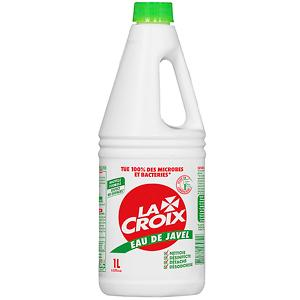 TUE 100% DES MICROBES
ET BACTÉRIES*
LA
CROIX
EAU DE JAVEL
1L
NETTOIE
DÉSINFECTE
DÉTACHE
DÉSODORISE